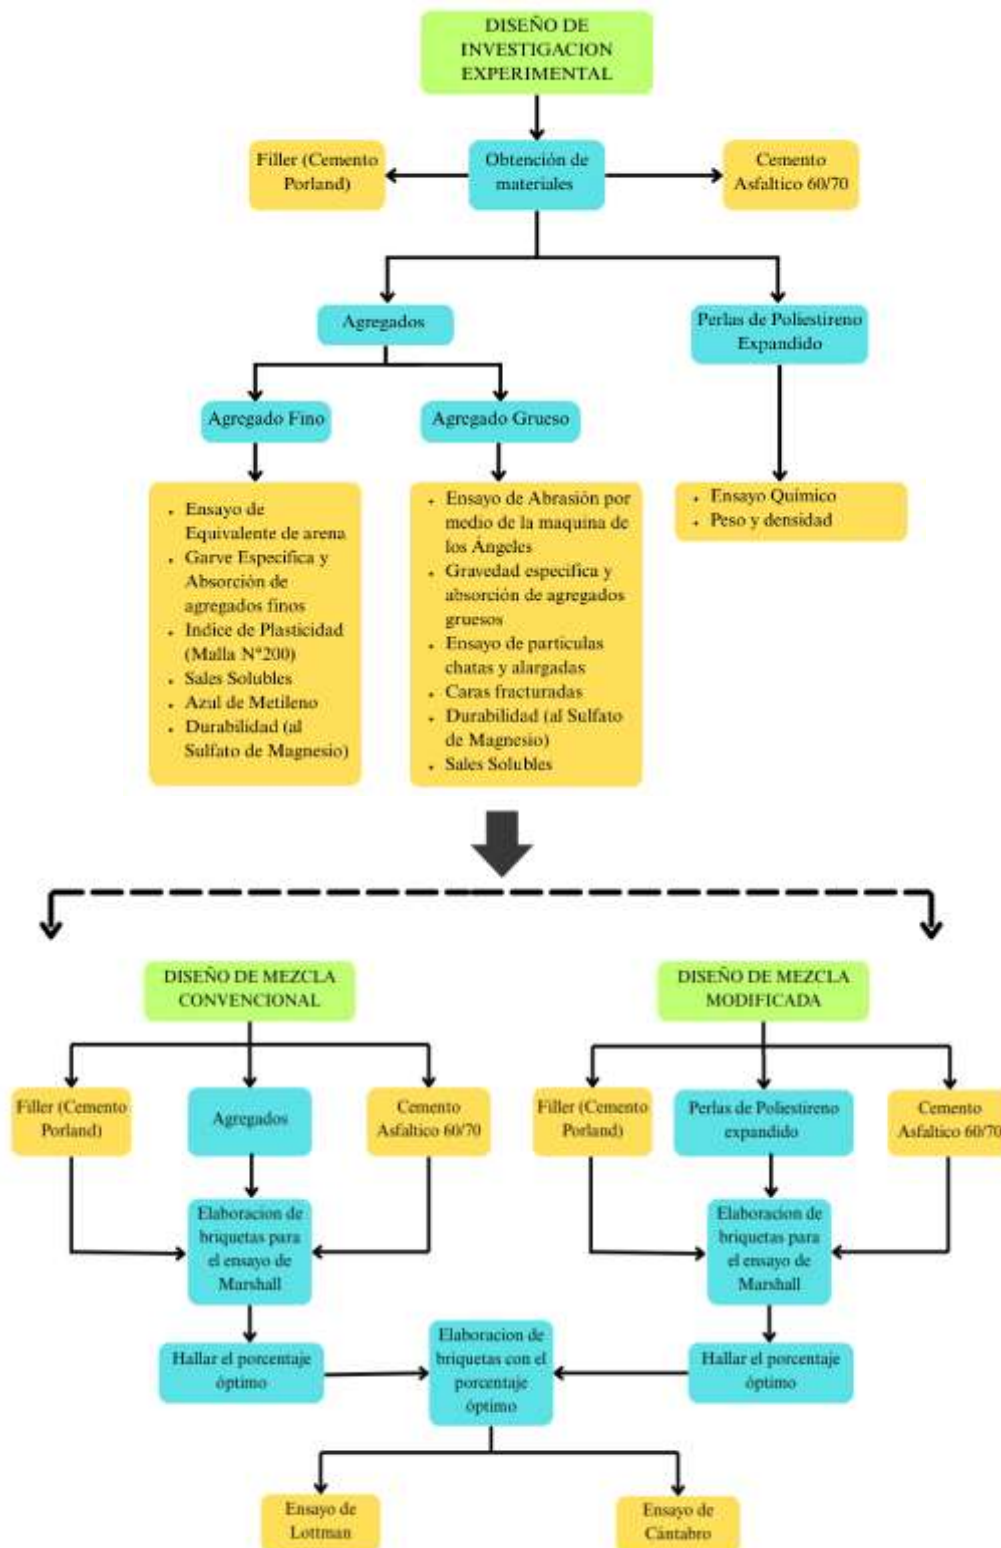 DISEÑO DE
INVESTIGACION
EXPERIMENTAL
Filler (Cemento
Porland)
Obtención de
materiales
Cemento
Asfaltico 60/70
Agregados
Perlas de Poliestireno
Expandido
Agregado Fino
Agregado Grueso
• Ensayo de
Equivalente de arena
• Garve Especifica y
Absorción de
agregados finos
• Indice de Plasticidad
(Malla N°200)
• Sales Solubles
• Azul de Metileno
• Durabilidad (al
Sulfato de Magnesio)
• Ensayo de Abrasión por
medio de la maquina de
los Ángeles
• Gravedad especifica y
absorción de agregados
gruesos
• Ensayo de particulas
chatas y alargadas
• Caras fracturadas
• Durabilidad (al Sulfato
de Magnesio)
• Sales Solubles
• Ensayo Químico
• Peso y densidad
DISEÑO DE MEZCLA
CONVENCIONAL
Filler (Cemento
Porland)
Agregados
Cemento
Asfaltico 60/70
Elaboracion de
briquetas para
el ensayo de
Marshall
Hallar el porcentaje
óptimo
DISEÑO DE MEZCLA
MODIFICADA
Filler (Cemento
Porland)
Perlas de Poliestireno
expandido
Cemento
Asfaltico 60/70
Elaboracion de
briquetas para
el ensayo de
Marshall
Hallar el porcentaje
óptimo
Elaboracion de
briquetas con el
porcentaje
óptimo
Ensayo de
Lottman
Ensayo de
Cántabro